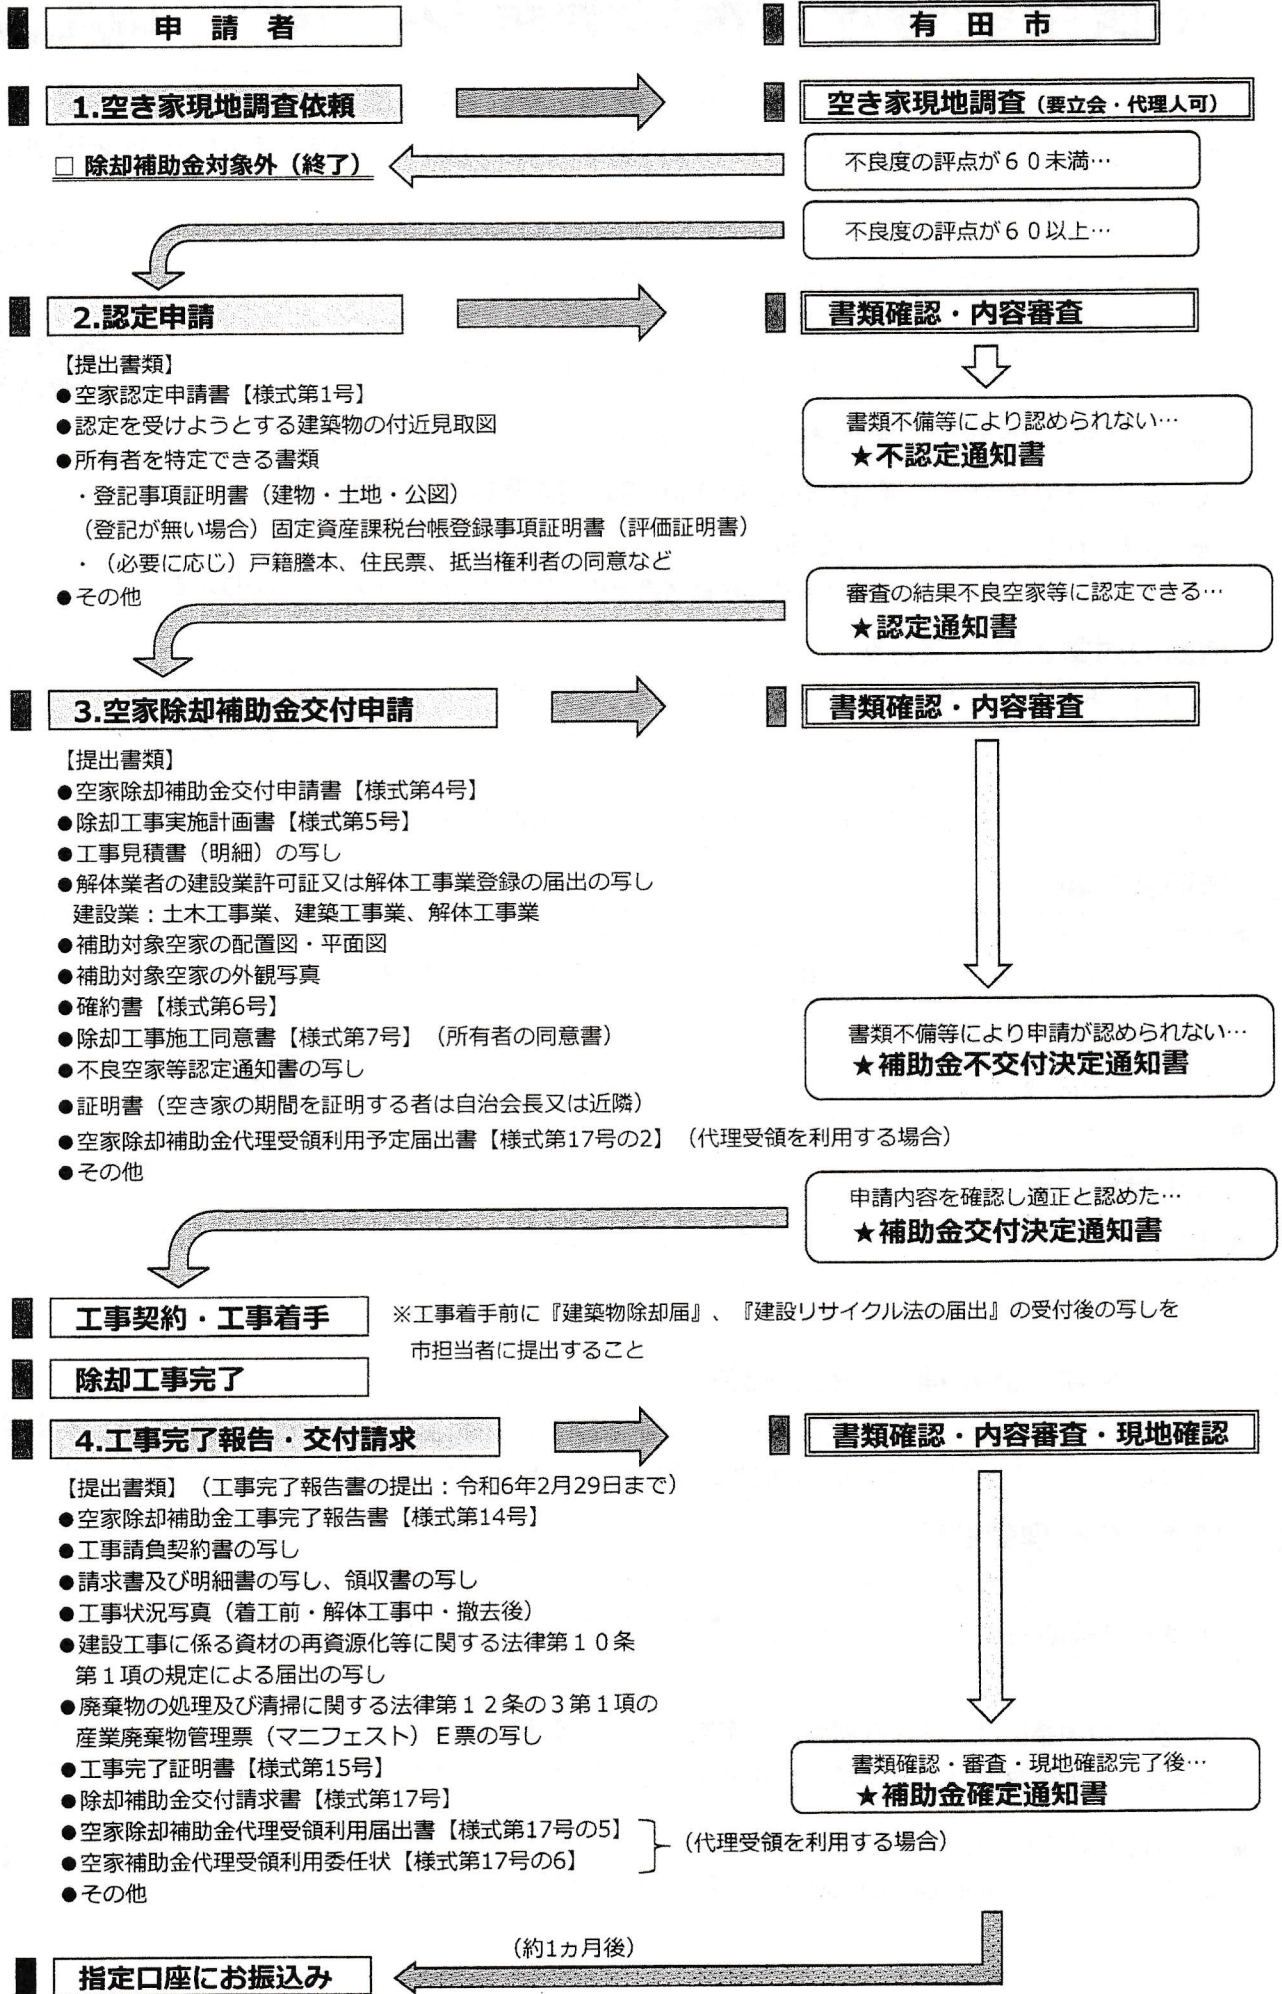 申 請 者
有 田 市
1.空き家現地調査依頼
空き家現地調査（要立会・代理人可）
□ 除却補助金対象外（終了）
不良度の評点が６０未満…
不良度の評点が６０以上…
2.認定申請
書類確認・内容審査
【提出書類】
●空家認定申請書【様式第1号】
●認定を受けようとする建築物の付近見取図
●所有者を特定できる書類
・登記事項証明書（建物・土地・公図）
（登記が無い場合）固定資産課税台帳登録事項証明書（評価証明書）
・（必要に応じ）戸籍謄本、住民票、抵当権利者の同意など
●その他
書類不備等により認められない…
★不認定通知書
審査の結果不良空家等に認定できる…
★認定通知書
3.空家除却補助金交付申請
書類確認・内容審査
【提出書類】
●空家除却補助金交付申請書【様式第4号】
●除却工事実施計画書【様式第5号】
●工事見積書（明細）の写し
●解体業者の建設業許可証又は解体工事業登録の届出の写し
建設業：土木工事業、建築工事業、解体工事業
●補助対象空家の配置図・平面図
●補助対象空家の外観写真
●確約書【様式第6号】
●除却工事施工同意書【様式第7号】（所有者の同意書）
●不良空家等認定通知書の写し
●証明書（空き家の期間を証明する者は自治会長又は近隣）
●空家除却補助金代理受領利用予定届出書【様式第17号の2】（代理受領を利用する場合）
●その他
書類不備等により申請が認められない…
★補助金不交付決定通知書
申請内容を確認し適正と認めた…
★補助金交付決定通知書
工事契約・工事着手
※工事着手前に『建築物除却届』、『建設リサイクル法の届出』の受付後の写しを
市担当者に提出すること
除却工事完了
4.工事完了報告・交付請求
書類確認・内容審査・現地確認
【提出書類】（工事完了報告書の提出：令和6年2月29日まで）
●空家除却補助金工事完了報告書【様式第14号】
●工事請負契約書の写し
●請求書及び明細書の写し、領収書の写し
●工事状況写真（着工前・解体工事中・撤去後）
●建設工事に係る資材の再資源化等に関する法律第１０条
第１項の規定による届出の写し
●廃棄物の処理及び清掃に関する法律第１２条の３第１項の
産業廃棄物管理票（マニフェスト）Ｅ票の写し
●工事完了証明書【様式第15号】
●除却補助金交付請求書【様式第17号】
●空家除却補助金代理受領利用届出書【様式第17号の5】
●空家補助金代理受領利用委任状【様式第17号の6】
（代理受領を利用する場合）
●その他
書類確認・審査・現地確認完了後…
★補助金確定通知書
（約1ヵ月後）
指定口座にお振込み